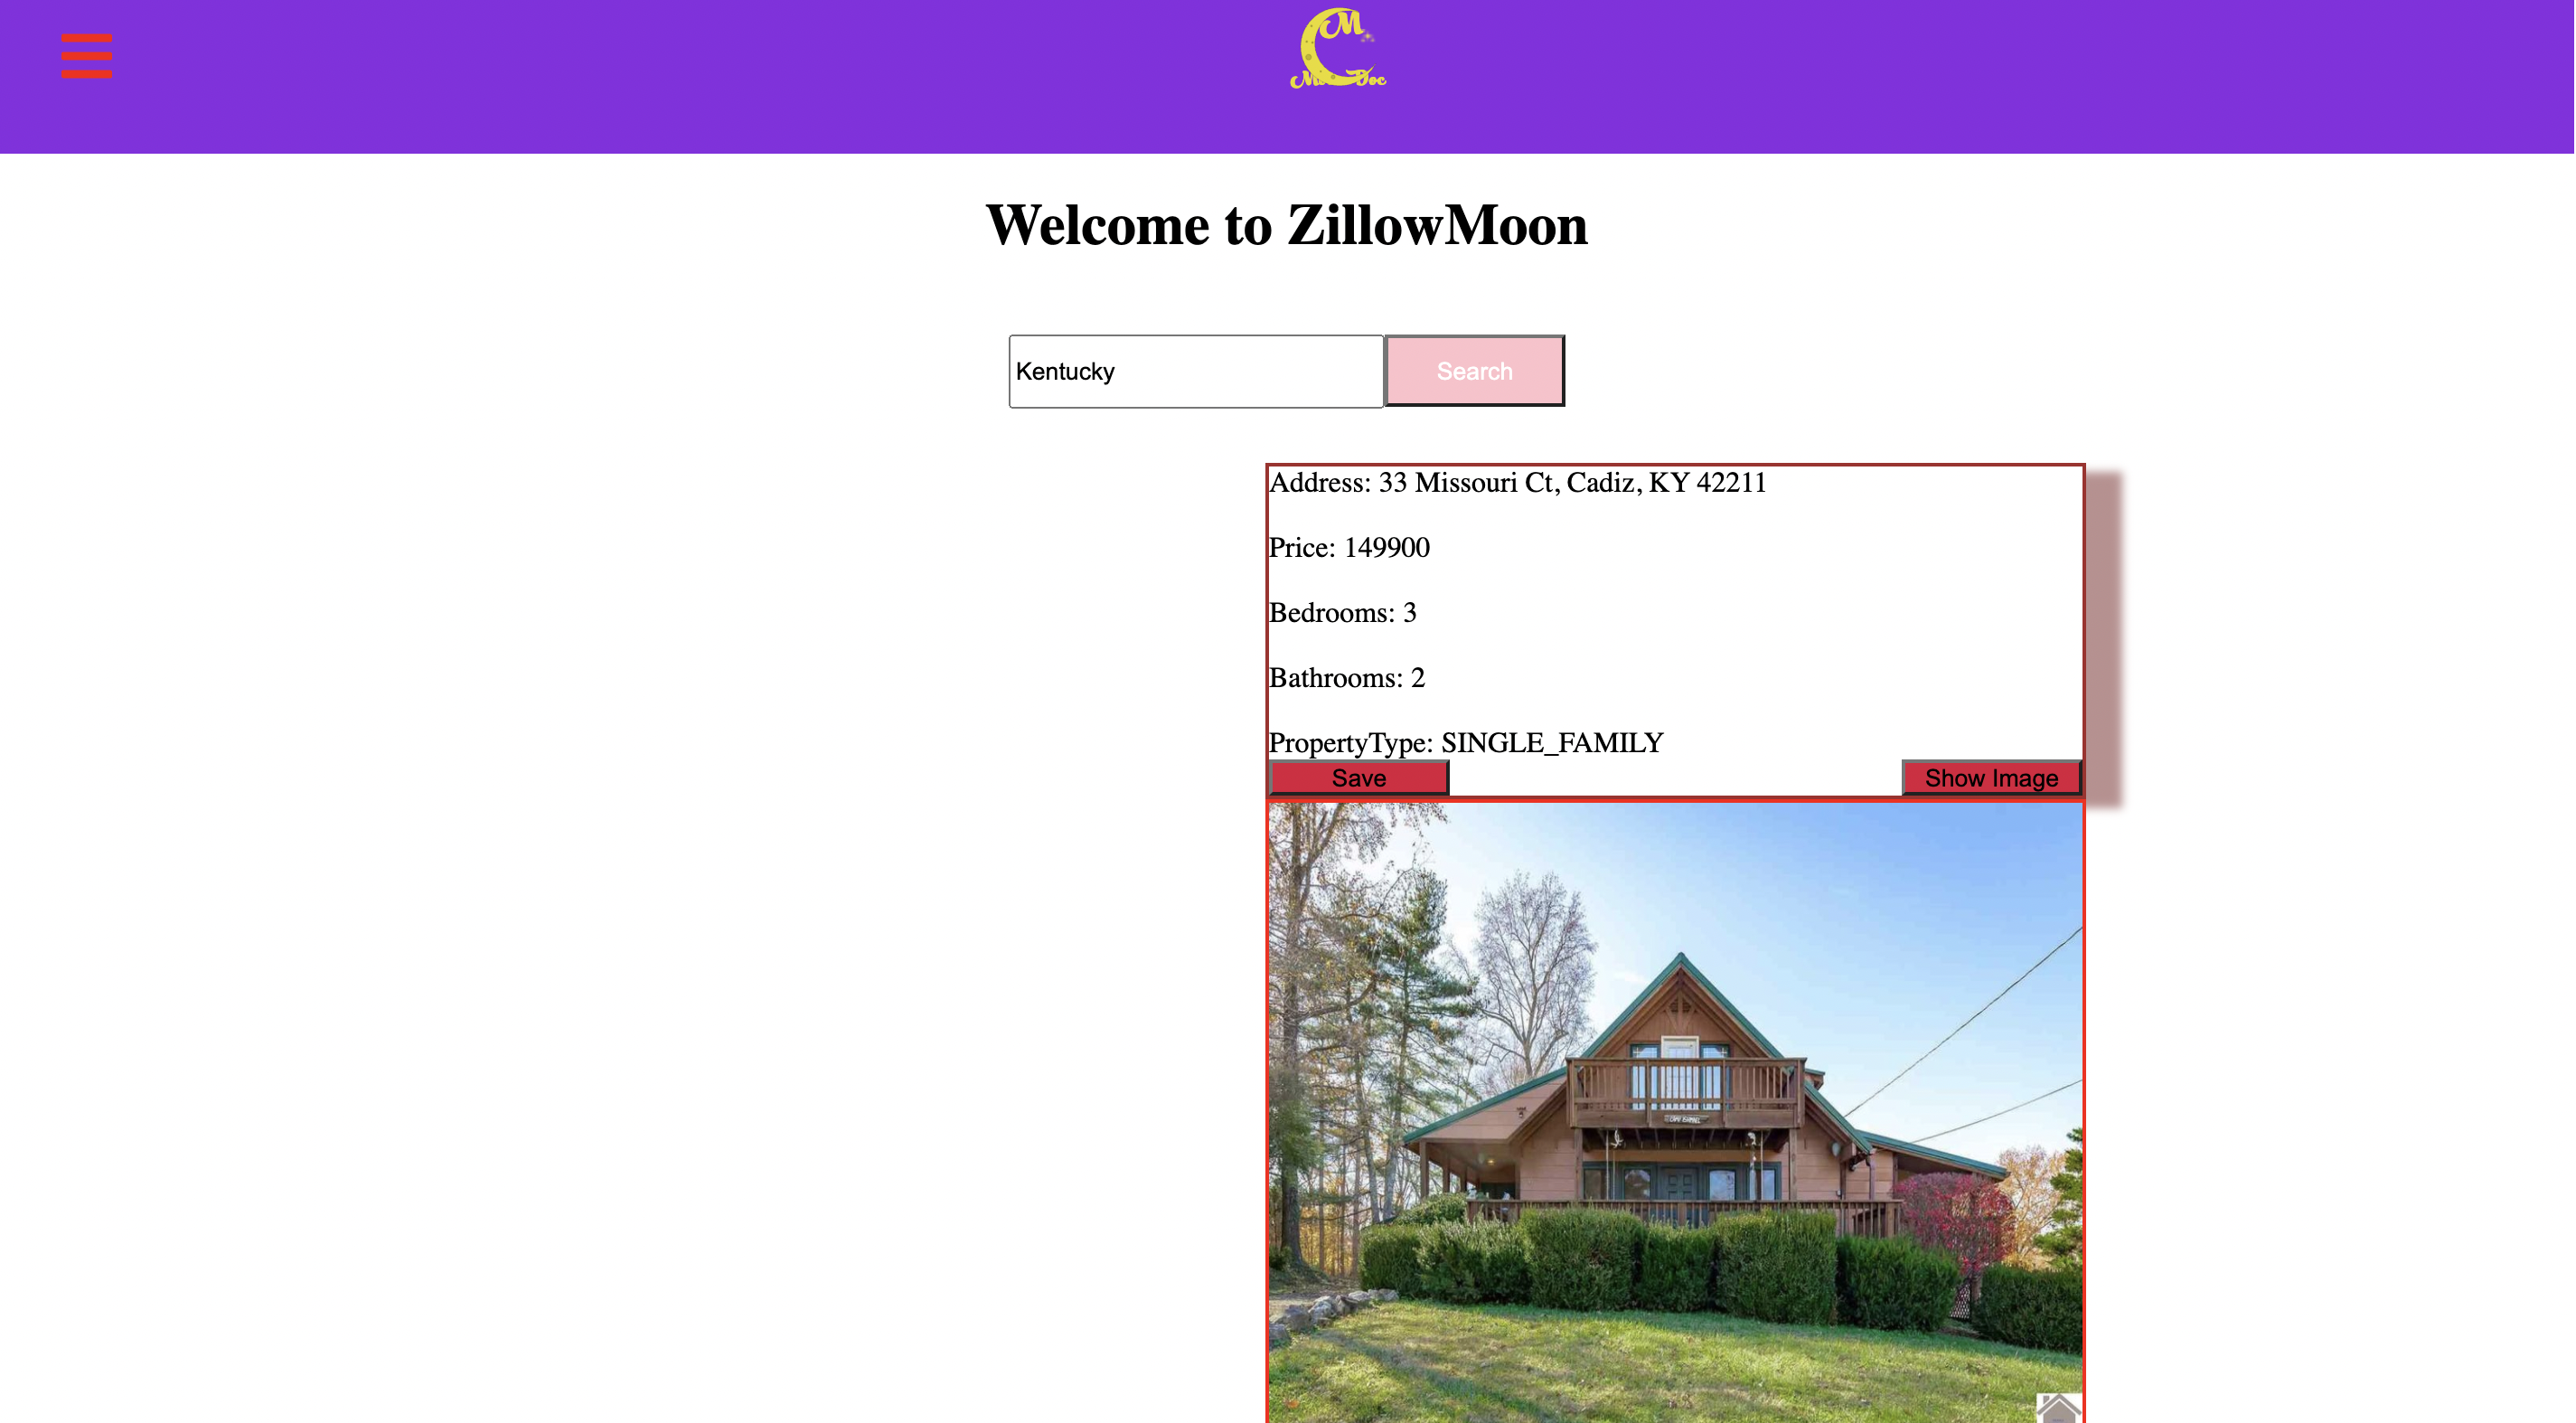 M
Welcome to ZillowMoon
Kentucky
Search
Address: 33 Missouri Ct, Cadiz, KY 42211
Price: 149900
Bedrooms: 3
Bathrooms: 2
PropertyType: SINGLE_FAMILY
Save
Show Image